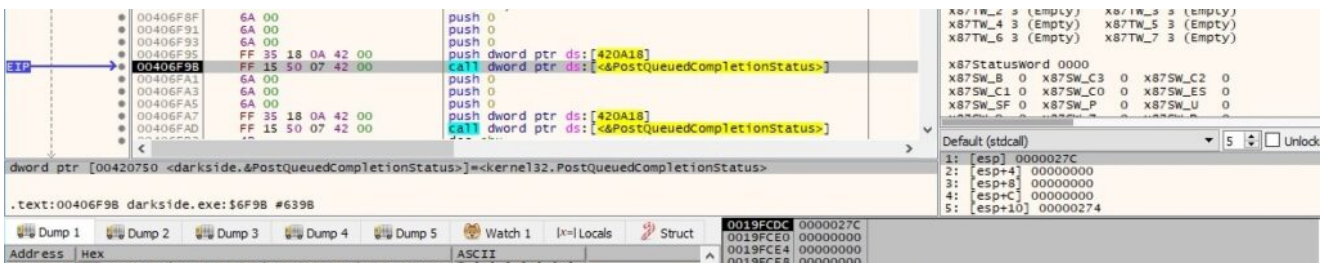 00406F8F 6A 00 push 0
00406F91 6A 00 push 0
00406F93 6A 00 push 0
00406F95 FF 35 18 0A 42 00 push dword ptr ds:[420A18]
EIP 00406F9B FF 15 50 07 42 00 call dword ptr ds:[<&PostQueuedCompletionStatus>]
00406FA1 6A 00 push 0
00406FA3 6A 00 push 0
00406FA5 6A 00 push 0
00406FA7 FF 35 18 0A 42 00 push dword ptr ds:[420A18]
00406FAD FF 15 50 07 42 00 call dword ptr ds:[<&PostQueuedCompletionStatus>]
dword ptr [00420750 <darkside.&PostQueuedCompletionStatus>]=<kernel32.PostQueuedCompletionStatus>
.text:00406F9B darkside.exe:$6F9B #639B
x87TW_2 3 (Empty) x87TW_3 3 (Empty)
x87TW_4 3 (Empty) x87TW_5 3 (Empty)
x87TW_6 3 (Empty) x87TW_7 3 (Empty)
x87StatusWord 0000
x87SW_B 0 x87SW_C3 0 x87SW_C2 0
x87SW_C1 0 x87SW_C0 0 x87SW_ES 0
x87SW_SF 0 x87SW_P 0 x87SW_U 0
Default (stdcall) 5 Unlock
1: [esp] 0000027C
2: [esp+4] 00000000
3: [esp+8] 00000000
4: [esp+C] 00000000
5: [esp+10] 00000274
Dump 1 Dump 2 Dump 3 Dump 4 Dump 5 Watch 1 [x=] Locals Struct
Address Hex ASCII
0019FCDC 0000027C
0019FCE0 00000000
0019FCE4 00000000
0019FCE8 00000000